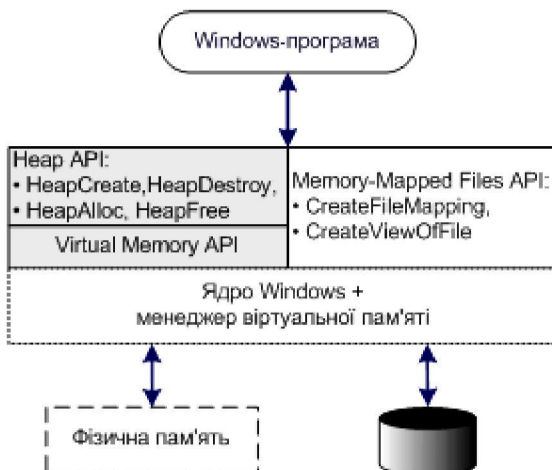 Windows-програма
Heap API:
• HeapCreate,HeapDestroy,
• HeapAlloc, HeapFree
Virtual Memory API
Memory-Mapped Files API:
• CreateFileMapping,
• CreateViewOfFile
Ядро Windows +
менеджер віртуальної пам'яті
Фізична пам'ять